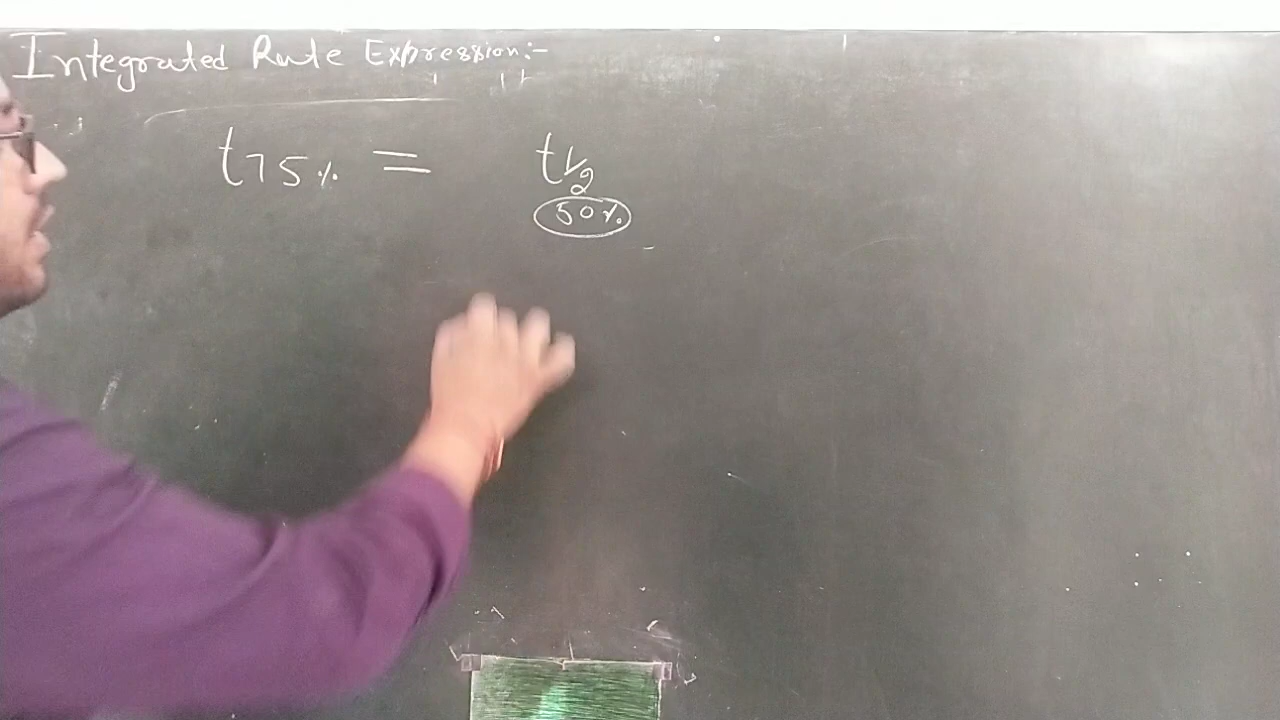 Integrated Rate Expression:-
t75% = t1/2
50%